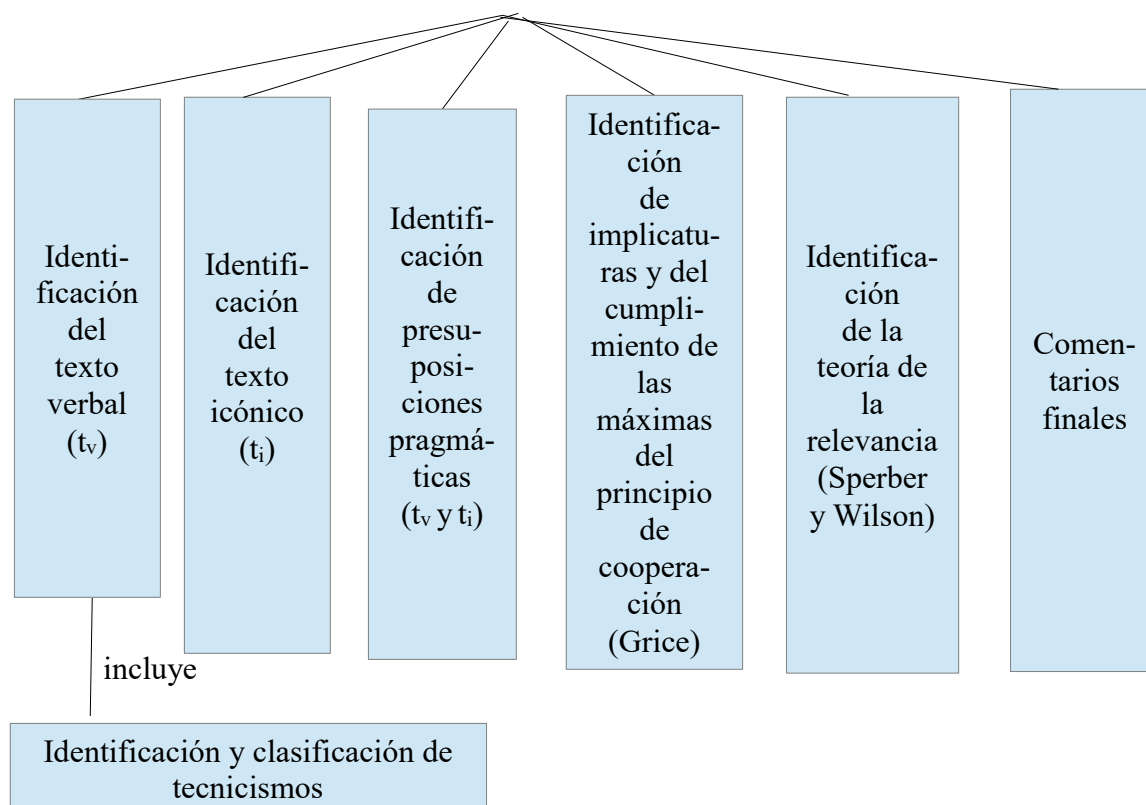 Identi-
ficación
del
texto
verbal
(tᵥ)
Identifi-
cación
del
texto
icónico
(tᵢ)
Identifi-
cación
de
presu-
posi-
ciones
pragmá-
ticas
(tᵥ y tᵢ)
Identifica-
ción
de
implicatu-
ras y del
cumpli-
miento de
las
máximas
del
principio
de
coopera-
ción
(Grice)
Identifica-
ción
de la
teoría de
la
relevancia
(Sperber
y Wilson)
Comen-
tarios
finales
incluye
Identificación y clasificación de
tecnicismos